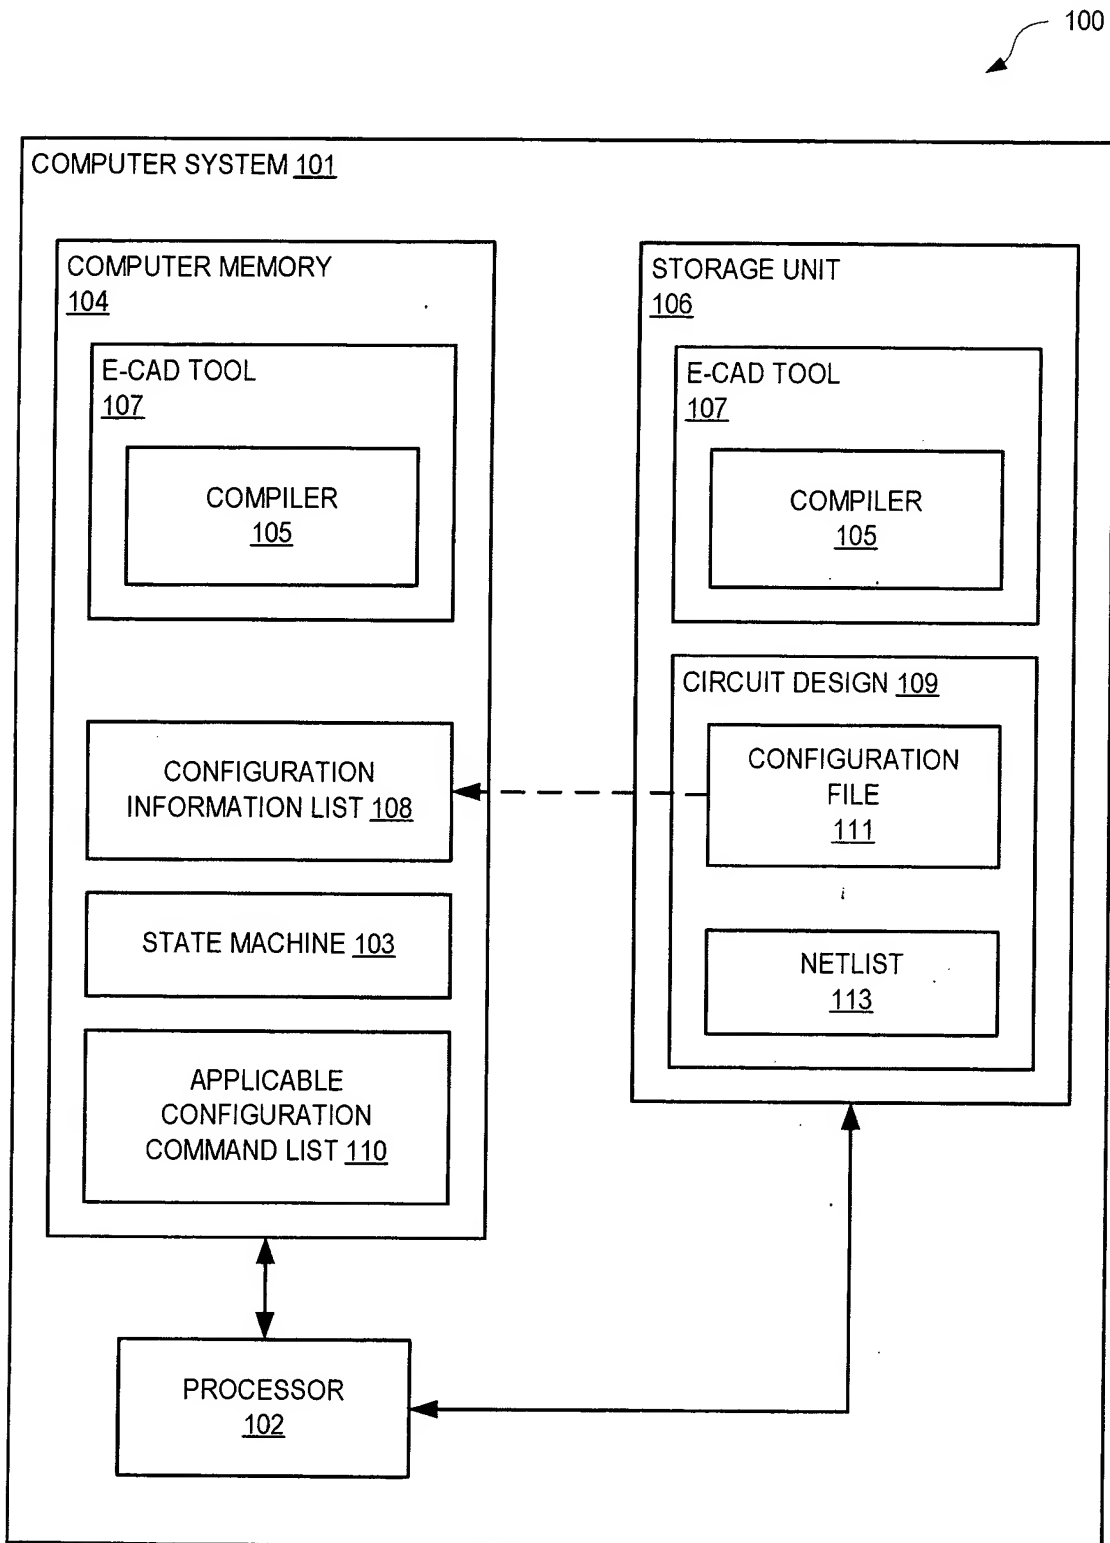 100
COMPUTER SYSTEM 101
COMPUTER MEMORY
104
E-CAD TOOL
107
COMPILER
105
CONFIGURATION
INFORMATION LIST 108
STATE MACHINE 103
APPLICABLE
CONFIGURATION
COMMAND LIST 110
STORAGE UNIT
106
E-CAD TOOL
107
COMPILER
105
CIRCUIT DESIGN 109
CONFIGURATION
FILE
111
NETLIST
113
PROCESSOR
102